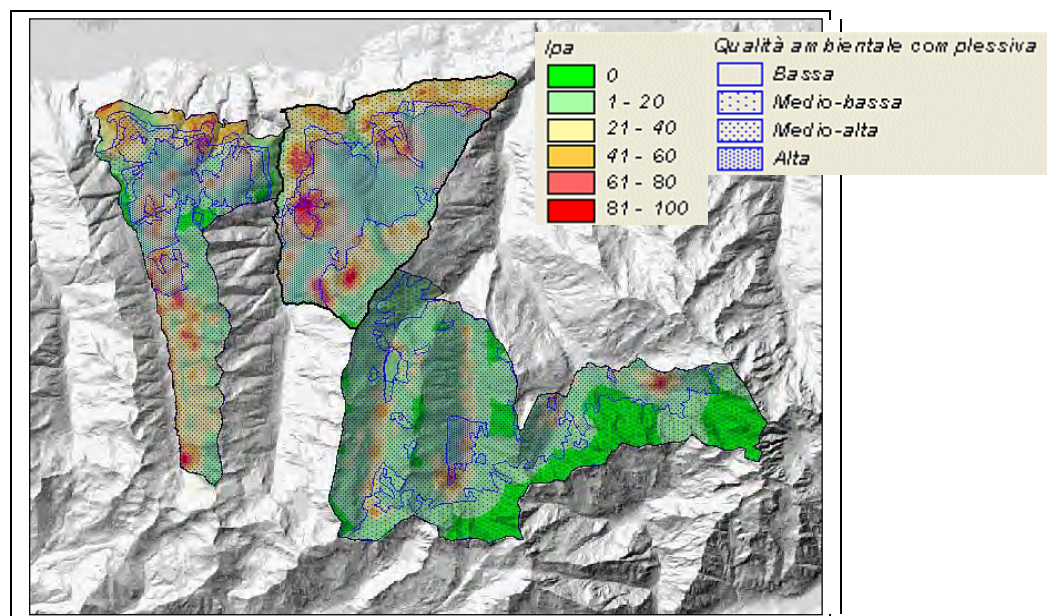 Ipa
0
1 - 20
21 - 40
41 - 60
61 - 80
81 - 100
Qualità ambientale complessiva
Bassa
Medio-bassa
Medio-alta
Alta